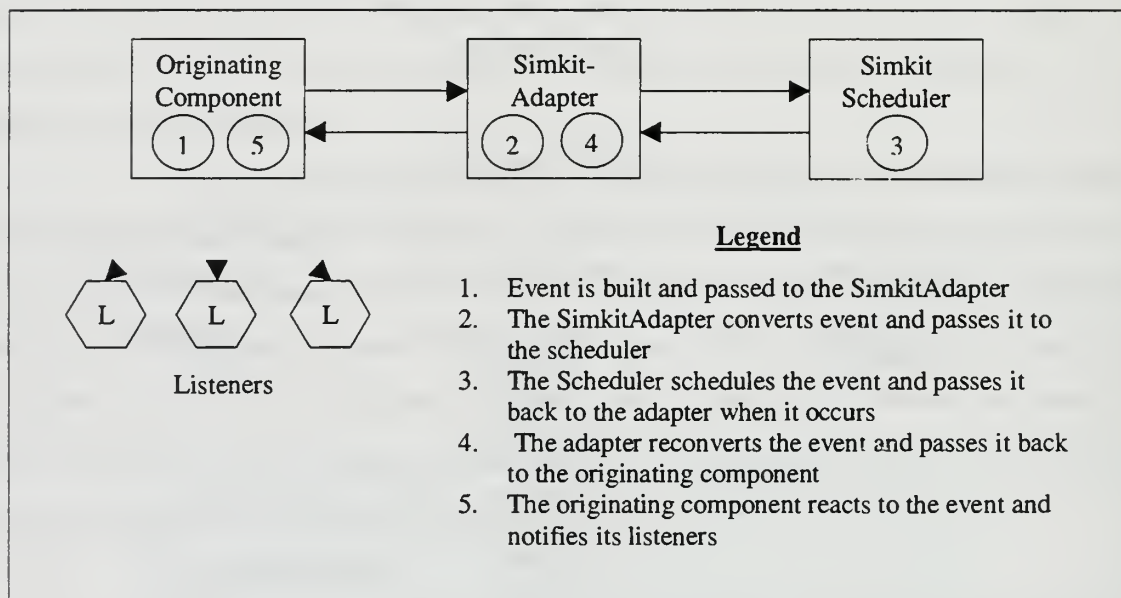 Originating
Component
1 5
Simkit-
Adapter
2 4
Simkit
Scheduler
3
L L L
Listeners
Legend
1. Event is built and passed to the SimkitAdapter
2. The SimkitAdapter converts event and passes it to
the scheduler
3. The Scheduler schedules the event and passes it
back to the adapter when it occurs
4. The adapter reconverts the event and passes it back
to the originating component
5. The originating component reacts to the event and
notifies its listeners